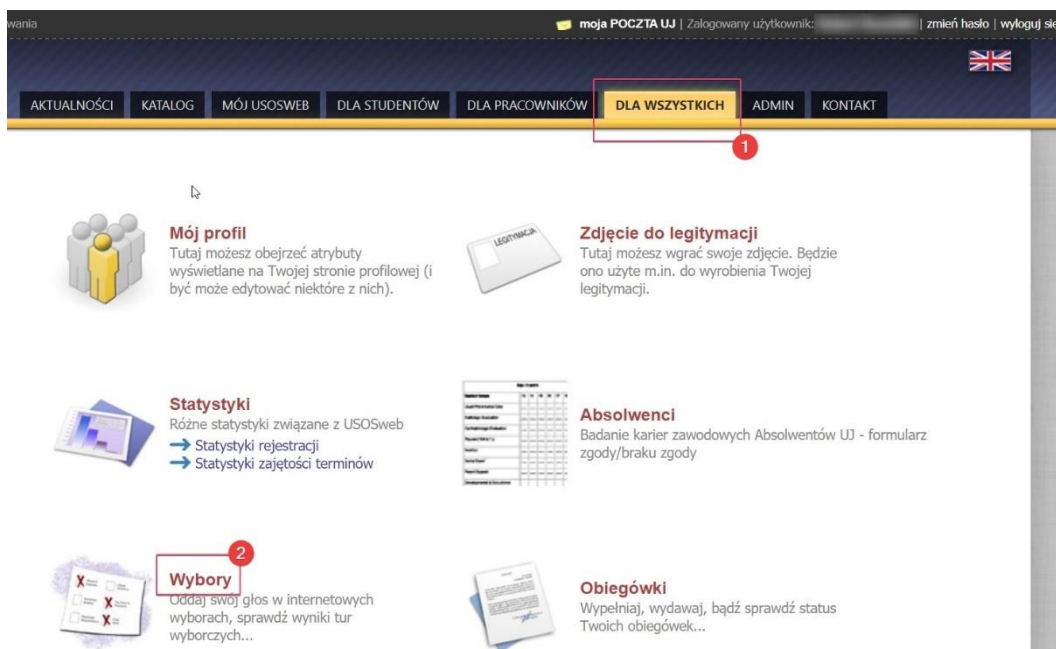 wania
moja POCZTA UJ | Zalogowany użytkownik: | zmień hasło | wyloguj się
AKTUALNOŚCI KATALOG MÓJ USOSWEB DLA STUDENTÓW DLA PRACOWNIKÓW DLA WSZYSTKICH ADMIN KONTAKT
1
Mój profil
Tutaj możesz obejrzeć atrybuty
wyświetlane na Twojej stronie profilowej (i
być może edytować niektóre z nich).
LEGITYMACJA
Zdjęcie do legitymacji
Tutaj możesz wgrać swoje zdjęcie. Będzie
ono użyte m.in. do wyrobienia Twojej
legitymacji.
Statystyki
Różne statystyki związane z USOSweb
Statystyki rejestracji
Statystyki zajętości terminów
Absolwenci
Badanie karier zawodowych Absolwentów UJ - formularz
zgody/braku zgody
2
Wybory
Oddaj swój głos w internetowych
wyborach, sprawdź wyniki tur
wyborczych...
Obiegówki
Wypełniaj, wydawaj, bądź sprawdź status
Twoich obiegówek...